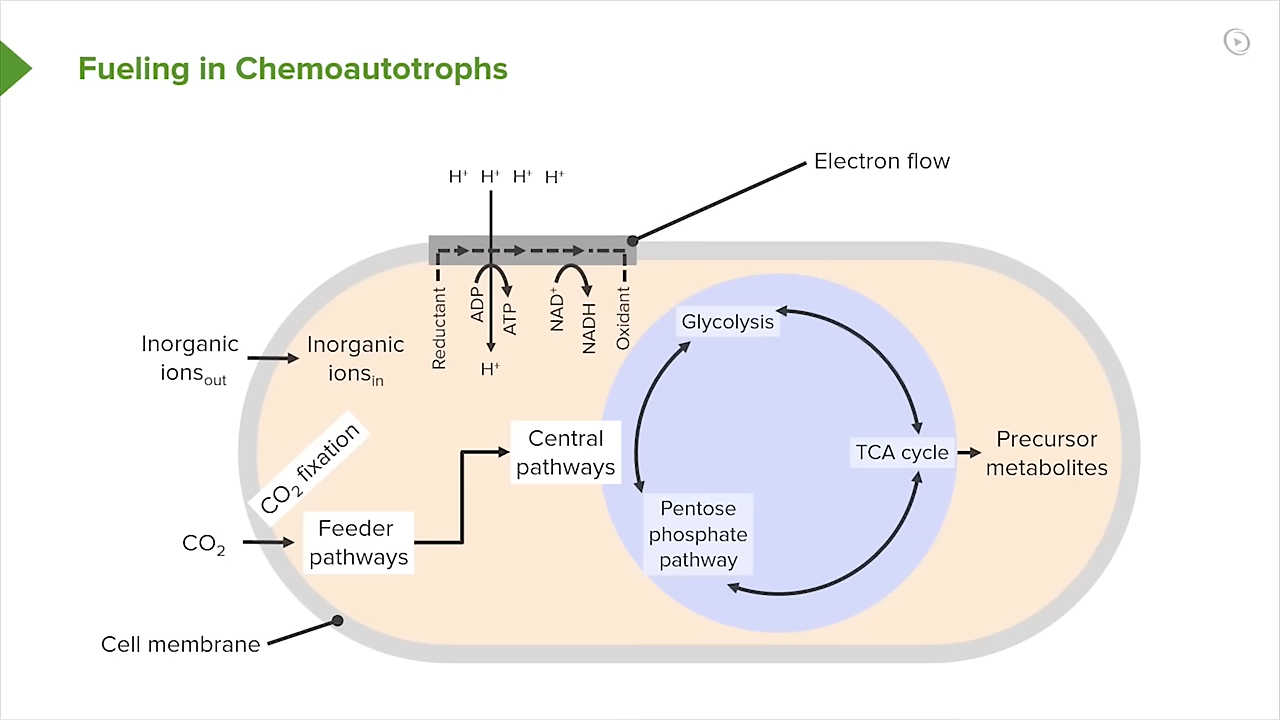 Fueling in Chemoautotrophs
Electron flow
H⁺ H⁺ H⁺ H⁺
Reductant
ADP
ATP
NAD⁺
NADH
Oxidant
H⁺
Inorganic
ionsout
Inorganic
ionsin
Glycolysis
CO₂ fixation
Central
pathways
TCA cycle
Precursor
metabolites
Pentose
phosphate
pathway
CO₂
Feeder
pathways
Cell membrane